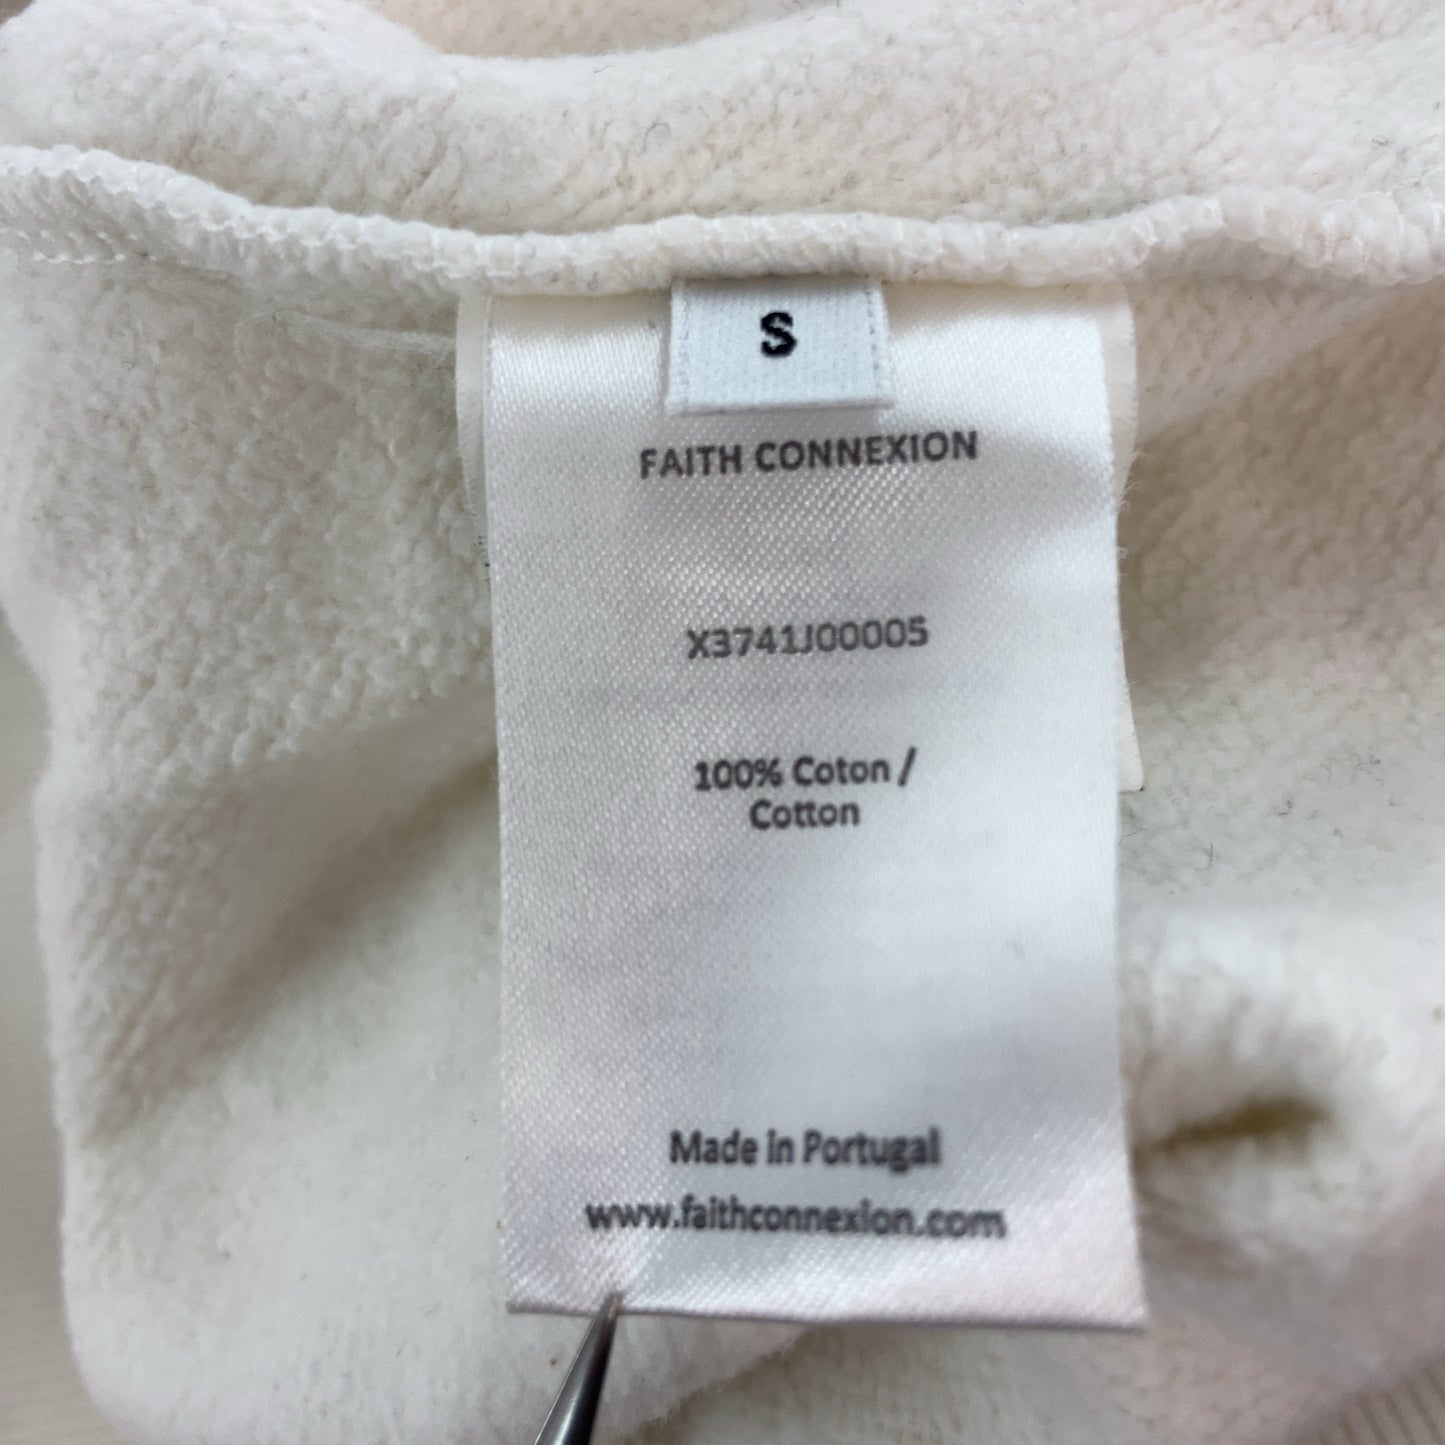 S
FAITH CONNEXION
X3741J00005
100% Coton /
Cotton
Made in Portugal
www.faithconnexion.com